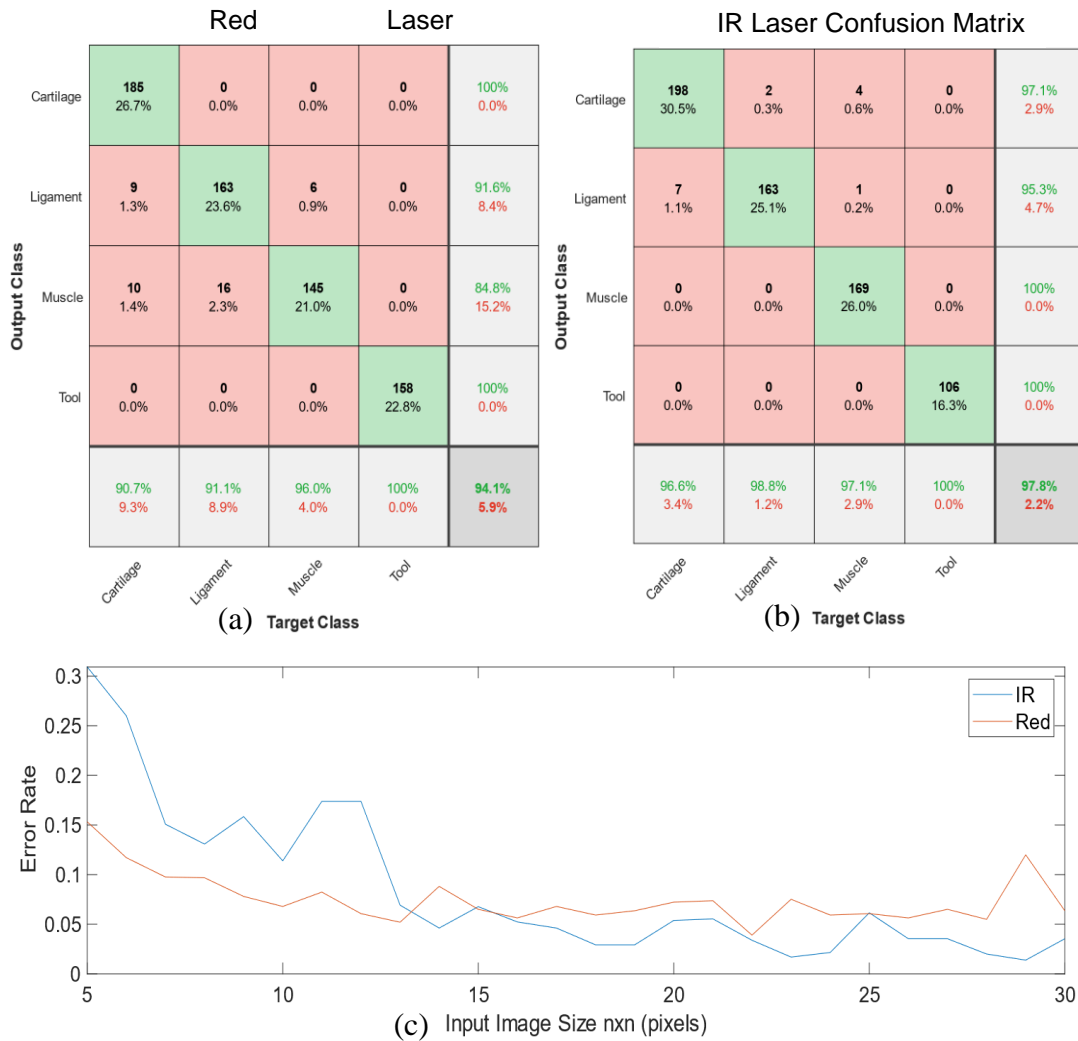 Red Laser
Cartilage
185 0 0 0 100%
26.7% 0.0% 0.0% 0.0% 0.0%
Ligament
9 163 6 0 91.6%
1.3% 23.6% 0.9% 0.0% 8.4%
Muscle
10 16 145 0 84.8%
1.4% 2.3% 21.0% 0.0% 15.2%
Tool
0 0 0 158 100%
0.0% 0.0% 0.0% 22.8% 0.0%
90.7% 91.1% 96.0% 100% 94.1%
9.3% 8.9% 4.0% 0.0% 5.9%
Output Class
Cartilage Ligament Muscle Tool
(a) Target Class
IR Laser Confusion Matrix
Cartilage
198 2 4 0 97.1%
30.5% 0.3% 0.6% 0.0% 2.9%
Ligament
7 163 1 0 95.3%
1.1% 25.1% 0.2% 0.0% 4.7%
Muscle
0 0 169 0 100%
0.0% 0.0% 26.0% 0.0% 0.0%
Tool
0 0 0 106 100%
0.0% 0.0% 0.0% 16.3% 0.0%
96.6% 98.8% 97.1% 100% 97.8%
3.4% 1.2% 2.9% 0.0% 2.2%
Output Class
Cartilage Ligament Muscle Tool
(b) Target Class
0.3
0.25
0.2
0.15
0.1
0.05
0
Error Rate
IR
Red
5 10 15 20 25 30
(c) Input Image Size nxn (pixels)